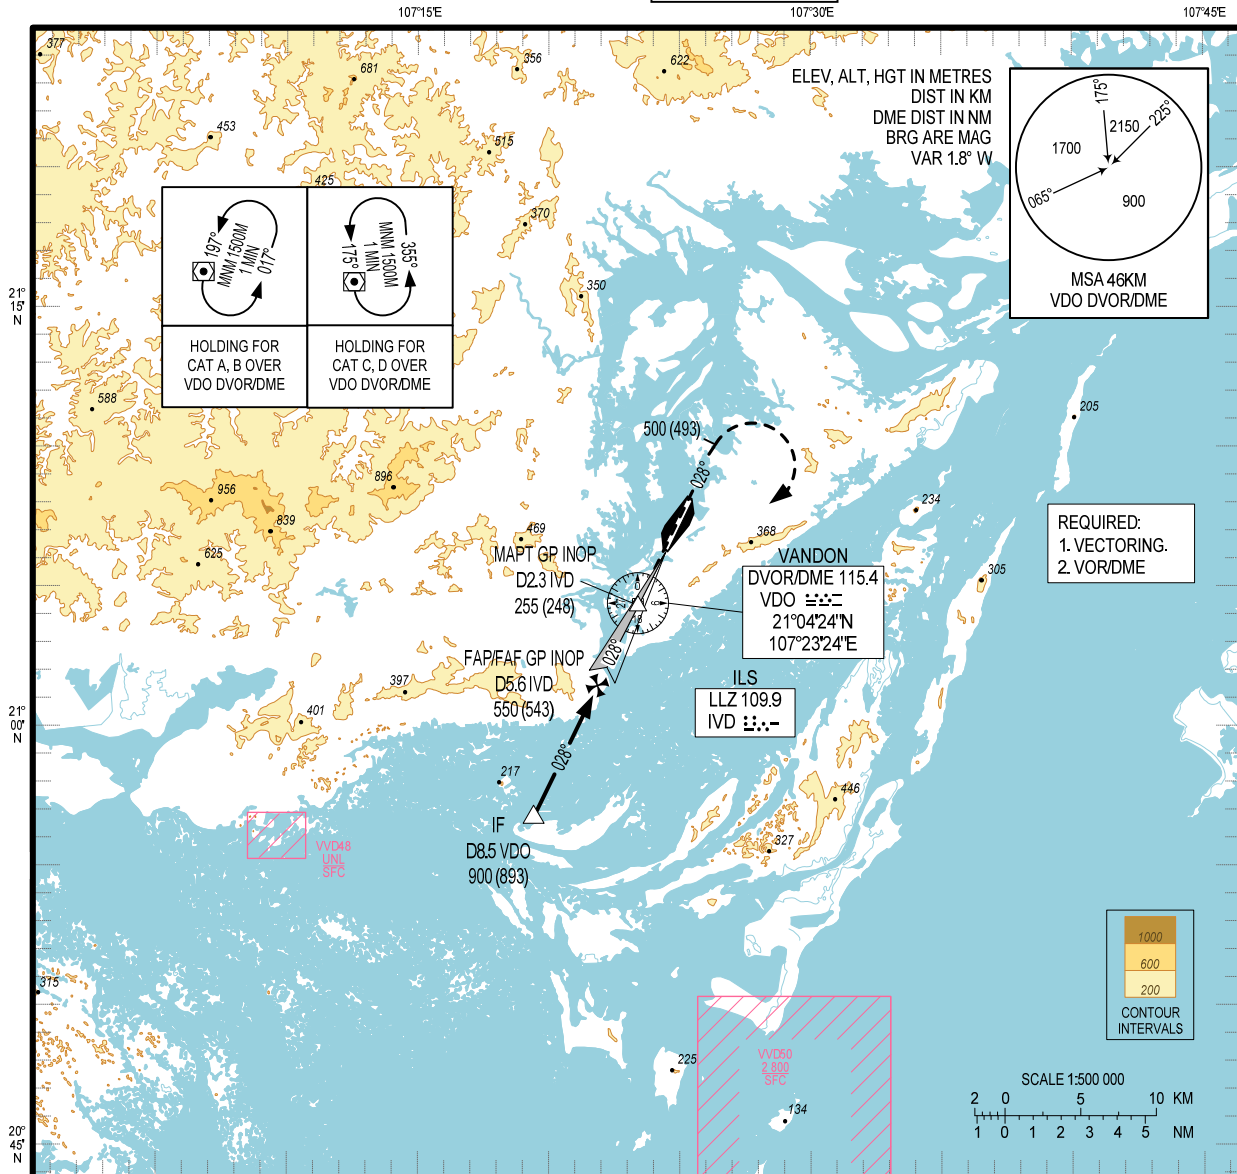 107°15'E
107°30'E
107°45'E
377
356
622
681
453
515
425
370
350
ELEV, ALT, HGT IN METRES
DIST IN KM
DME DIST IN NM
BRG ARE MAG
VAR 1.8° W
175°
225°
2150
1700
065°
900
MSA 46KM
VDO DVOR/DME
197°
MNM 1500M
1 MIN
017°
175°
MNM 1500M
1 MIN
355°
HOLDING FOR
CAT A, B OVER
VDO DVOR/DME
HOLDING FOR
CAT C, D OVER
VDO DVOR/DME
21°
15'
N
588
205
500 (493)
028°
896
956
839
625
469
368
234
305
REQUIRED:
1. VECTORING.
2. VOR/DME
MAPT GP INOP
D2.3 IVD
255 (248)
VANDON
DVOR/DME 115.4
VDO
21°04'24"N
107°23'24"E
028°
FAP/FAF GP INOP
D5.6 IVD
550 (543)
ILS
LLZ 109.9
IVD
397
401
21°
00'
N
028°
217
446
327
IF
D8.5 VDO
900 (893)
VVD48
UNL
SFC
315
1000
600
200
CONTOUR
INTERVALS
225
VVD50
2 800
SFC
134
SCALE 1:500 000
2 0 5 10 KM
1 0 1 2 3 4 5 NM
20°
45'
N